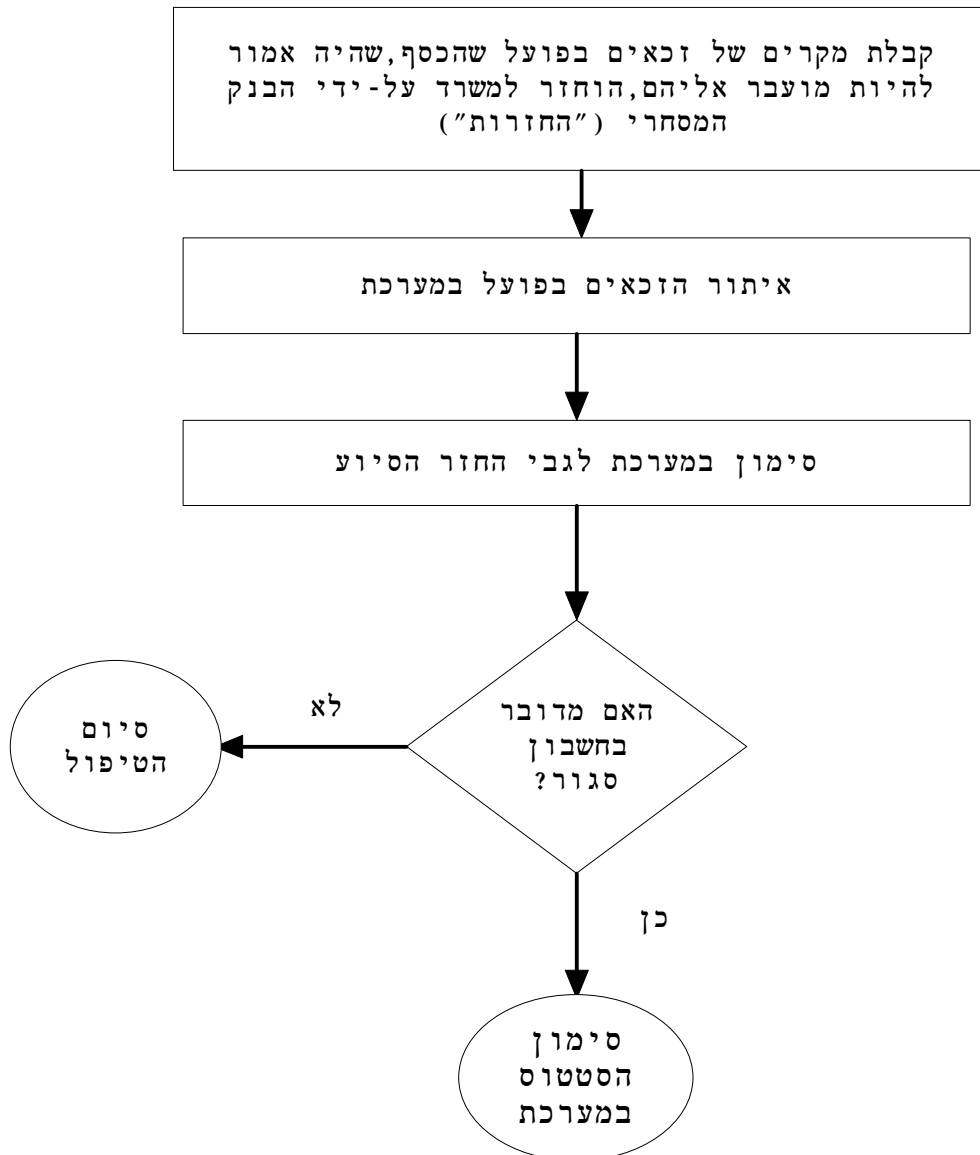 קבלת מקרים של זכאים בפועל שהכסף,שהיה אמור
להיות מועבר אליהם,הוחזר למשרד על-ידי הבנק
המסחרי ("החזרות")
איתור הזכאים בפועל במערכת
סימון במערכת לגבי החזר הסיוע
האם מדובר
בחשבון
סגור?
לא
סיום
הטיפול
כן
סימון
הסטטוס
במערכת